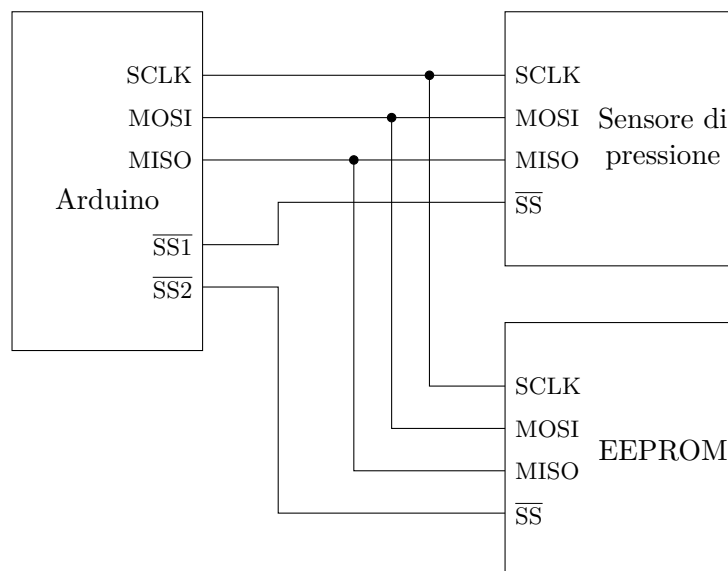 SCLK
MOSI
MISO
Arduino
SS1
SS2
SCLK
MOSI
MISO
SS
Sensore di
pressione
SCLK
MOSI
MISO
SS
EEPROM